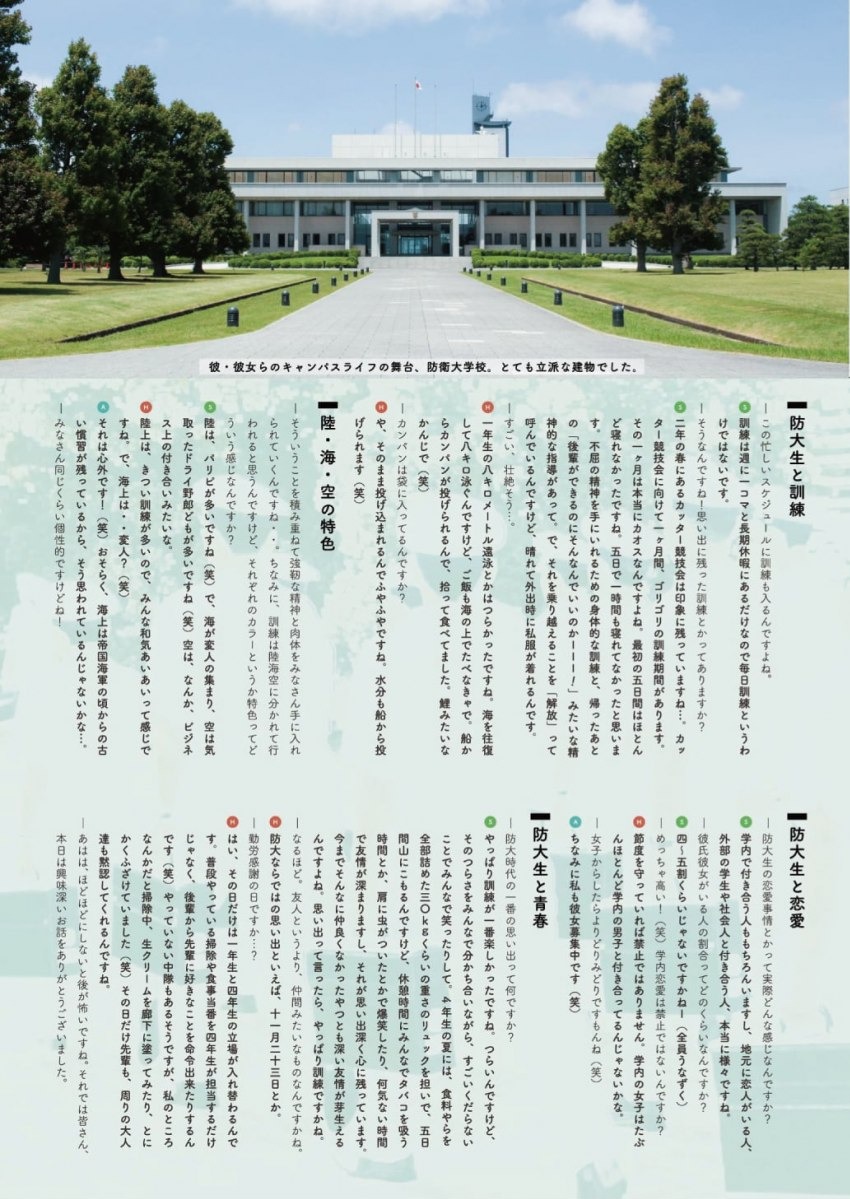 彼・彼女らのキャンパスライフの舞台、防衛大学校。とても立派な建物でした。
防大生と訓練
―この忙しいスケジュールに訓練も入るんですよね。
S 訓練は週に一コマと長期休暇にあるだけなので毎日訓練というわ
けではないです。
―そうなんですね！思い出に残った訓練とかってありますか？
S 二年の春にあるカッター競技会は印象に残っていますね…。カッ
ター競技会に向けて一ヶ月間、ゴリゴリの訓練期間があります。
その一ヶ月は本当にカオスなんですよね。最初の五日間はほとん
ど寝れなかったですね。五日で一時間も寝れてなかったと思いま
す。不屈の精神を手にいれるための身体的な訓練と、帰ったあと
の「後輩ができるのにそんなんでいいのかーーー！」みたいな精
神的な指導があって。で、それを乗り越えることを「解放」って
呼んでいるんですけど、晴れて外出時に私服が着れるんです。
―すごい、壮絶そう…。
H 一年生の八キロメートル遠泳とかはつらかったですね。海を往復
して八キロ泳ぐんですけど、ご飯も海の上でたべなきゃで。船か
らカンパンが投げられるんで、拾って食べてました。鯉みたいな
かんじで（笑）
―カンパンは袋に入ってるんですか？
H や、そのまま投げ込まれるんでふやふやですね。水分も船から投
げられます（笑）
陸・海・空の特色
―そういうことを積み重ねて強靭な精神と肉体をみなさん手に入れ
られていくんですね・・。ちなみに、訓練は陸海空に分かれて行
われると思うんですけど、それぞれのカラーというか特色ってど
ういう感じなんですか？
S 陸は、パリピが多いですね（笑）で、海が変人の集まり、空は気
取ったドライ野郎どもが多いですね（笑）空は、なんか、ビジネ
ス上の付き合いみたいな。
H 陸上は、きつい訓練が多いので、みんな和気あいあいって感じで
すね。で、海上は・・変人？（笑）
A それは心外です！（笑）おそらく、海上は帝国海軍の頃からの古
い慣習が残っているから、そう思われているんじゃないかな…。
―みなさん同じくらい個性的ですけどね！
防大生と恋愛
―防大生の恋愛事情とかって実際どんな感じなんですか？
S 学内で付き合う人ももちろんいますし、地元に恋人がいる人、
外部の学生や社会人と付き合う人、本当に様々ですね。
―彼氏彼女がいる人の割合ってどのくらいなんですか？
S 四〜五割くらいじゃないですかねー（全員うなずく）
―めっちゃ高い！（笑）学内恋愛は禁止ではないんですか？
H 節度を守っていれば禁止ではありません。学内の女子はたぶ
んほとんど学内の男子と付き合ってるんじゃないかな。
―女子からしたらよりどりみどりですもんね（笑）
A ちなみに私も彼女募集中です（笑）
防大生と青春
―防大時代の一番の思い出って何ですか？
S やっぱり訓練が一番楽しかったですね。つらいんですけど、
そのつらさをみんなで分かち合いながら、すごいくだらない
ことでみんなで笑ったりして。4年生の夏には、食料やらを
全部詰めた三〇kgくらいの重さのリュックを担いで、五日
間山にこもるんですけど、休憩時間にみんなでタバコを吸う
時間とか、肩に虫がついたとかで爆笑したり、何気ない時間
で友情が深まりますし、それが思い出深く心に残っています。
今までそんなに仲良くなかったやつとも深い友情が芽生える
んですよね。思い出って言ったら、やっぱり訓練ですかね。
―なるほど。友人というより、仲間みたいなものなんですかね。
H 防大ならではの思い出といえば、十一月二十三日とか。
―勤労感謝の日ですか…？
H はい、その日だけは一年生と四年生の立場が入れ替わるんで
す。普段やっている掃除や食事当番を四年生が担当するだけ
じゃなく、後輩から先輩に好きなことを命令出来たりするん
です（笑）やっていない中隊もあるそうですが、私のところ
なんかだと掃除中、生クリームを廊下に塗ってみたり、とに
かくふざけていました（笑）その日だけ先輩も、周りの大人
達も黙認してくれるんですね。
―あはは、ほどほどにしないと後が怖いですね。それでは皆さん、
本日は興味深いお話をありがとうございました。